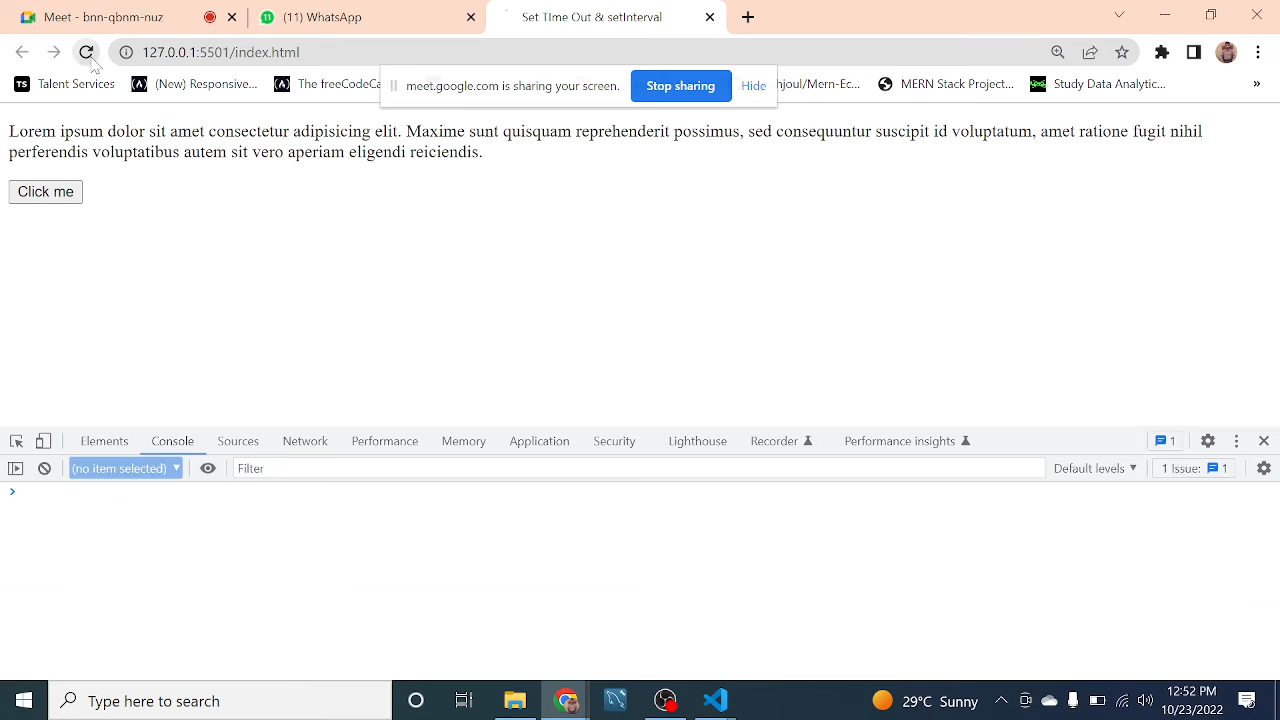 Meet - bnn-qbnm-nuz
(11) WhatsApp
Set TIme Out & setInterval
127.0.0.1:5501/index.html
TS Talent Services
(New) Responsive...
The freeCodeCa
meet.google.com is sharing your screen.
Stop sharing
Hide
hjoul/Mern-Ec...
MERN Stack Project...
Study Data Analytic...
»
Lorem ipsum dolor sit amet consectetur adipisicing elit. Maxime sunt quisquam reprehenderit possimus, sed consequuntur suscipit id voluptatum, amet ratione fugit nihil
perferendis voluptatibus autem sit vero aperiam eligendi reiciendis.
Click me
Elements Console Sources Network Performance Memory Application Security Lighthouse Recorder Performance insights 1
(no item selected) Filter Default levels 1 Issue: 1
Type here to search
29°C Sunny
12:52 PM
10/23/2022